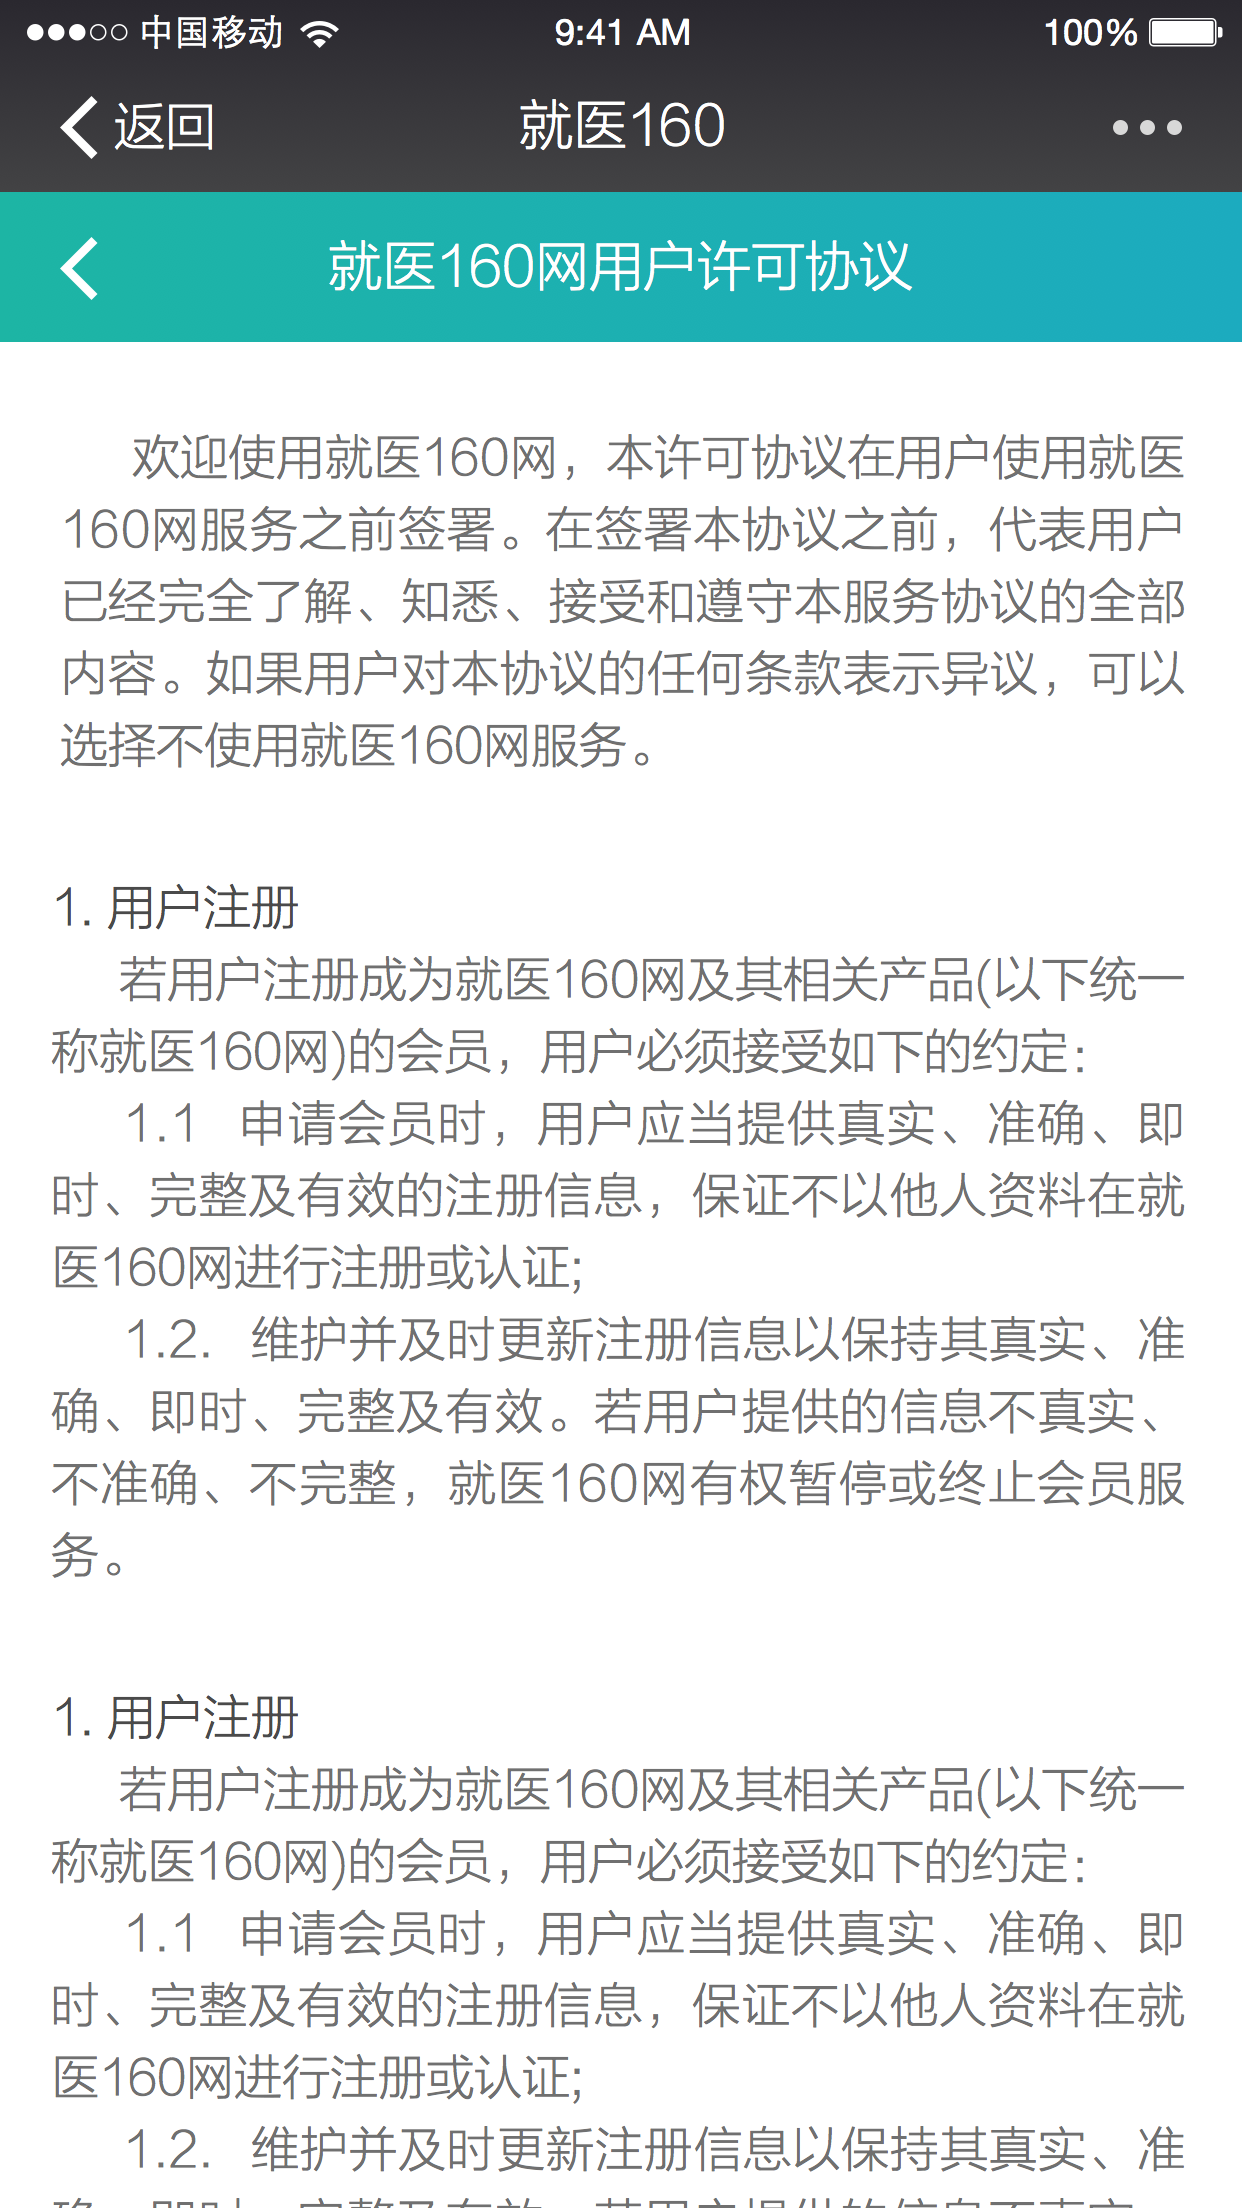 中国移动 9:41 AM 100%
返回 就医160
就医160网用户许可协议
欢迎使用就医160网，本许可协议在用户使用就医
160网服务之前签署。在签署本协议之前，代表用户
已经完全了解、知悉、接受和遵守本服务协议的全部
内容。如果用户对本协议的任何条款表示异议，可以
选择不使用就医160网服务。
1. 用户注册
若用户注册成为就医160网及其相关产品(以下统一
称就医160网)的会员，用户必须接受如下的约定：
1.1 申请会员时，用户应当提供真实、准确、即
时、完整及有效的注册信息，保证不以他人资料在就
医160网进行注册或认证;
1.2. 维护并及时更新注册信息以保持其真实、准
确、即时、完整及有效。若用户提供的信息不真实、
不准确、不完整，就医160网有权暂停或终止会员服
务。
1. 用户注册
若用户注册成为就医160网及其相关产品(以下统一
称就医160网)的会员，用户必须接受如下的约定：
1.1 申请会员时，用户应当提供真实、准确、即
时、完整及有效的注册信息，保证不以他人资料在就
医160网进行注册或认证;
1.2. 维护并及时更新注册信息以保持其真实、准
确、即时、完整及有效。若用户提供的信息不真实、